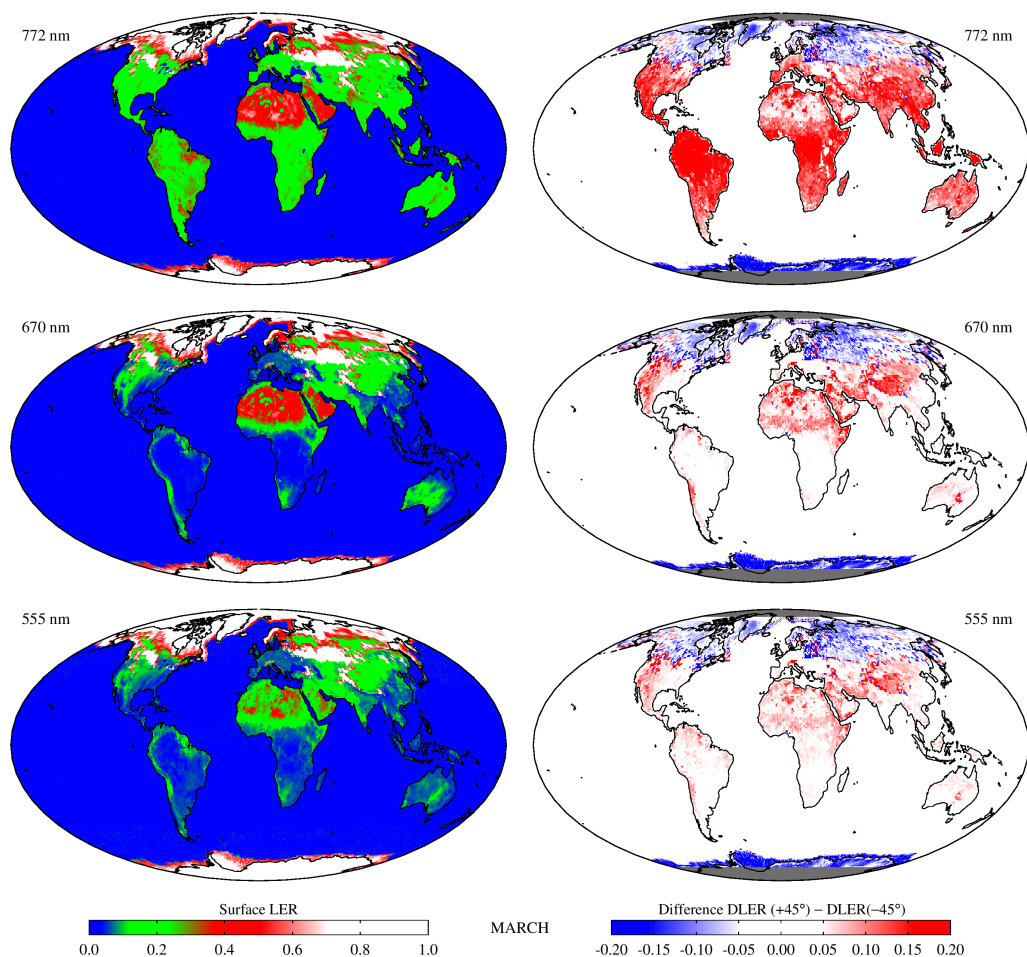 772 nm 772 nm
670 nm 670 nm
555 nm 555 nm
Surface LER
0.0 0.2 0.4 0.6 0.8 1.0
MARCH
Difference DLER (+45°) − DLER(−45°)
-0.20 -0.15 -0.10 -0.05 0.00 0.05 0.10 0.15 0.20